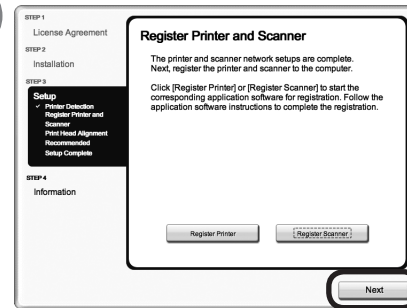 STEP 1
License Agreement
STEP 2
Installation
STEP 3
Setup
✓ Printer Detection
Register Printer and
Scanner
Print Head Alignment
Recommended
Setup Complete
STEP 4
Information
Register Printer and Scanner
The printer and scanner network setups are complete.
Next, register the printer and scanner to the computer.
Click [Register Printer] or [Register Scanner] to start the
corresponding application software for registration. Follow the
application software instructions to complete the registration.
Register Printer
Register Scanner
Next